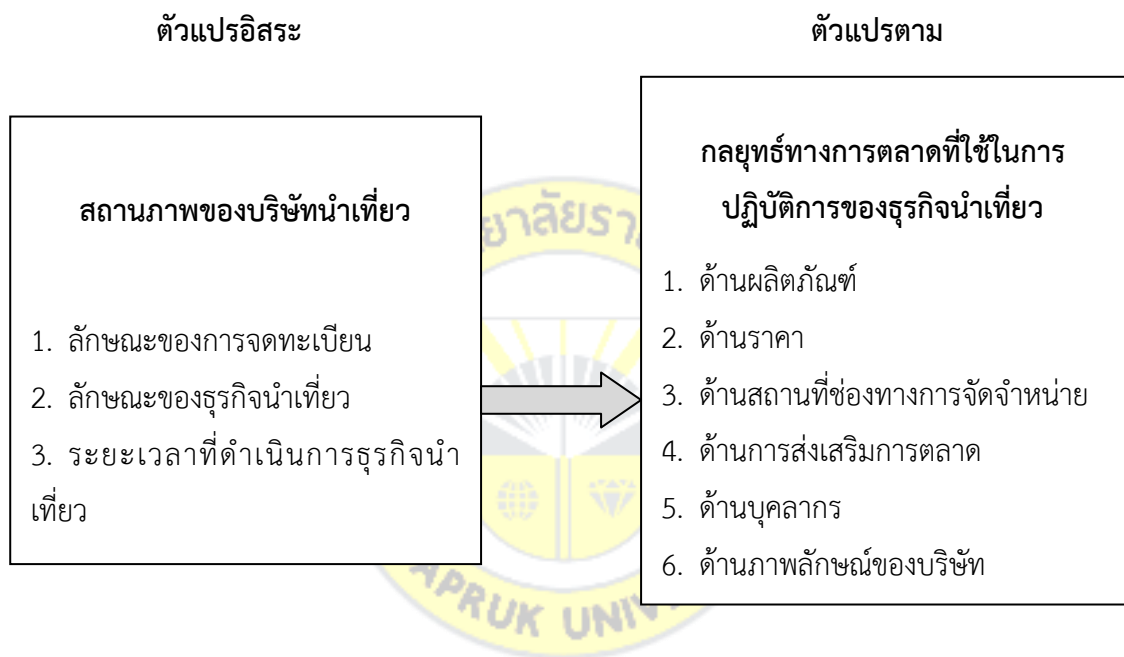 ตัวแปรอิสระ
ตัวแปรตาม
สถานภาพของบริษัทนำเที่ยว
1. ลักษณะของการจดทะเบียน
2. ลักษณะของธุรกิจนำเที่ยว
3. ระยะเวลาที่ดำเนินการธุรกิจนำ
เที่ยว
กลยุทธ์ทางการตลาดที่ใช้ในการ
ปฏิบัติการของธุรกิจนำเที่ยว
1. ด้านผลิตภัณฑ์
2. ด้านราคา
3. ด้านสถานที่ช่องทางการจัดจำหน่าย
4. ด้านการส่งเสริมการตลาด
5. ด้านบุคลากร
6. ด้านภาพลักษณ์ของบริษัท